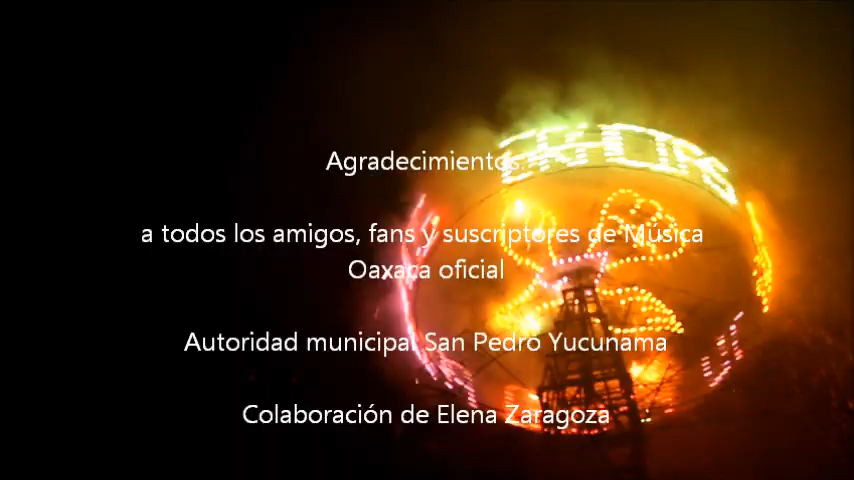 Agradecimientos:
a todos los amigos, fans y suscriptores de Música
Oaxaca oficial
Autoridad municipal San Pedro Yucunama
Colaboración de Elena Zaragoza